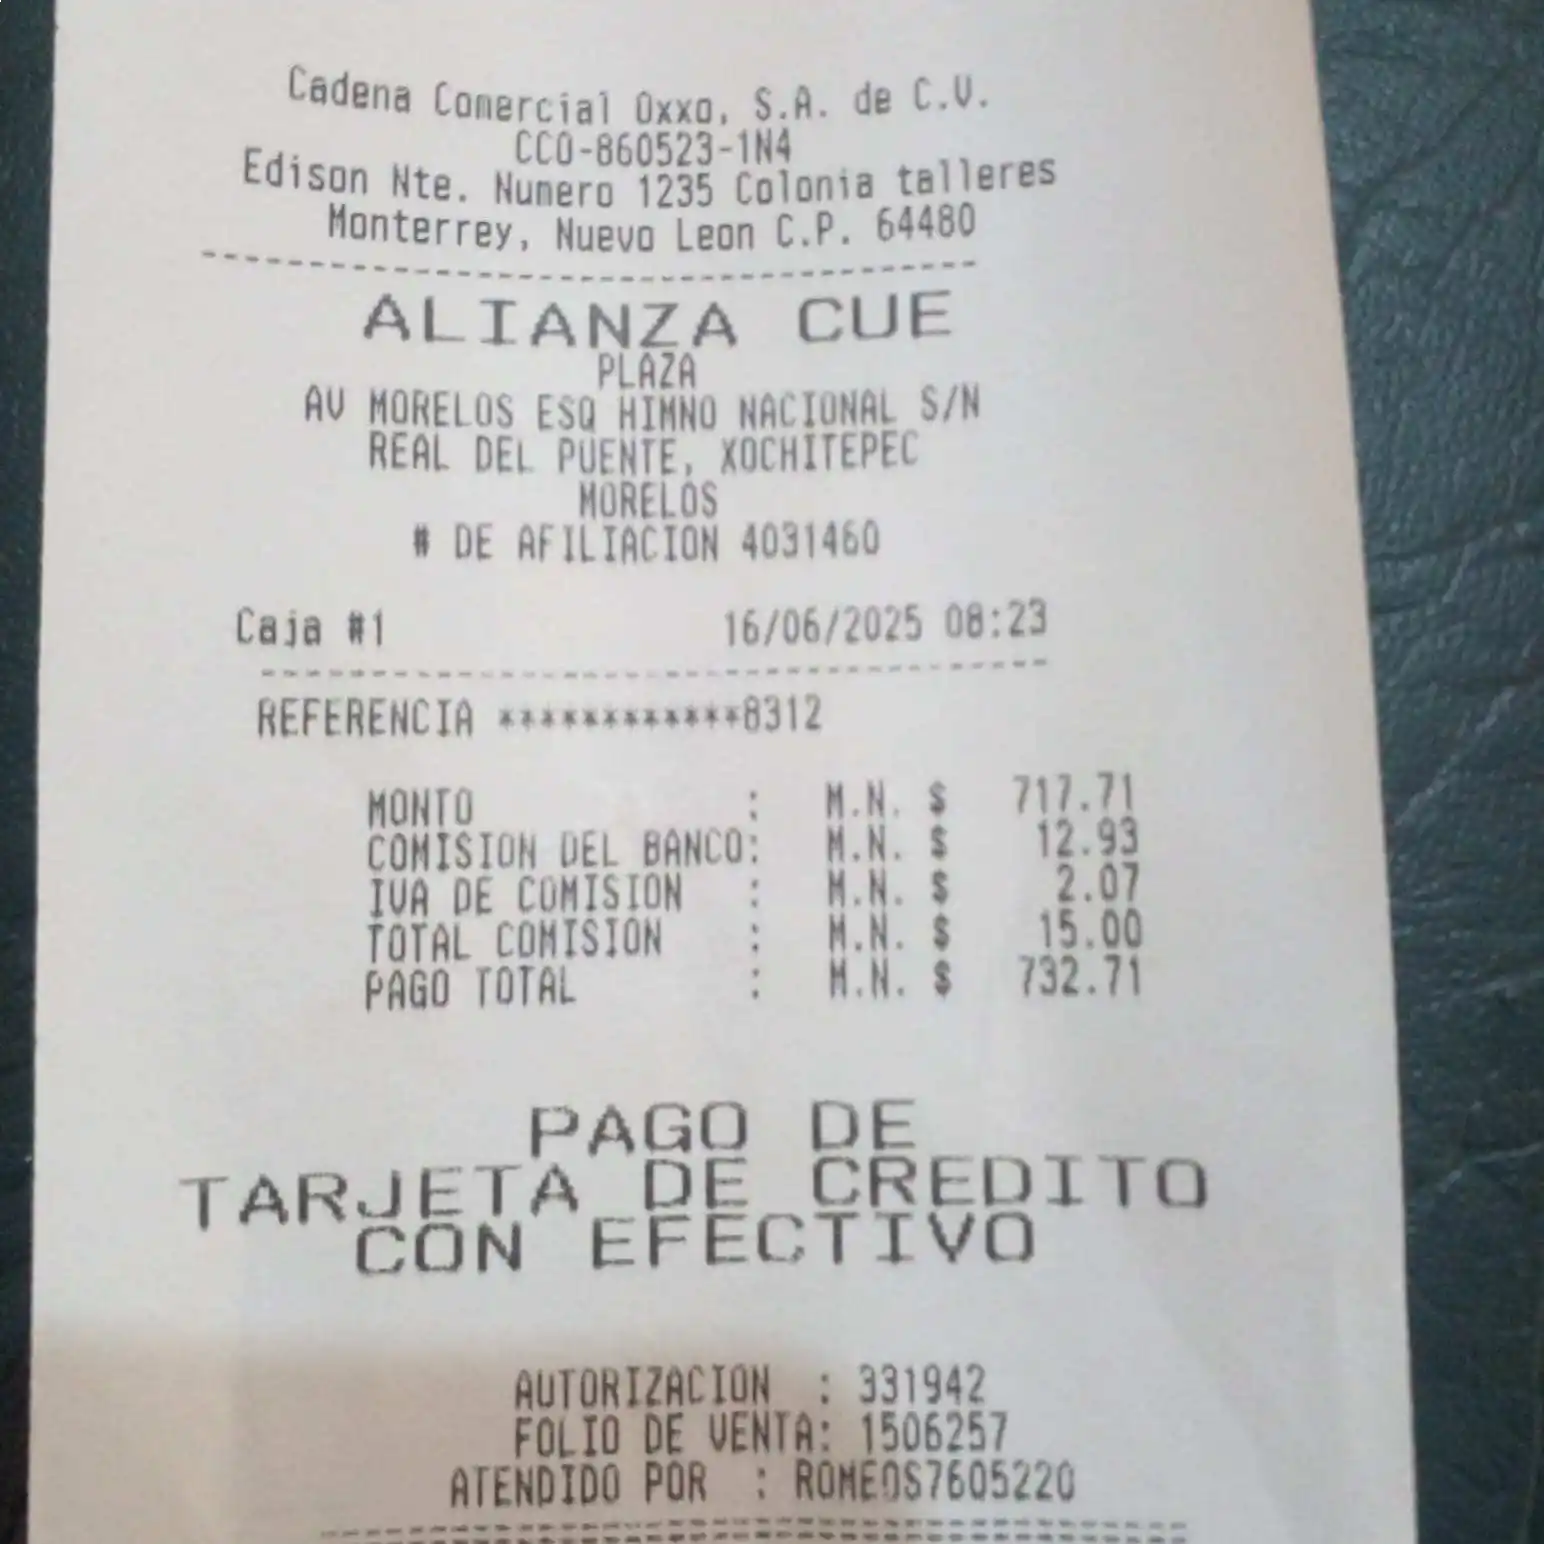 Cadena Comercial Oxxo, S.A. de C.V.
CCO-860523-1N4
Edison Nte. Numero 1235 Colonia talleres
Monterrey, Nuevo Leon C.P. 64480
ALIANZA CUE
PLAZA
AV MORELOS ESQ HIMNO NACIONAL S/N
REAL DEL PUENTE, XOCHITEPEC
MORELOS
# DE AFILIACION 4031460
Caja #1 16/06/2025 08:23
REFERENCIA ************8312
MONTO : M.N. $ 717.71
COMISION DEL BANCO: M.N. $ 12.93
IVA DE COMISION : M.N. $ 2.07
TOTAL COMISION : M.N. $ 15.00
PAGO TOTAL : M.N. $ 732.71
PAGO DE
TARJETA DE CREDITO
CON EFECTIVO
AUTORIZACION : 331942
FOLIO DE VENTA: 1506257
ATENDIDO POR : ROMEOS7605220